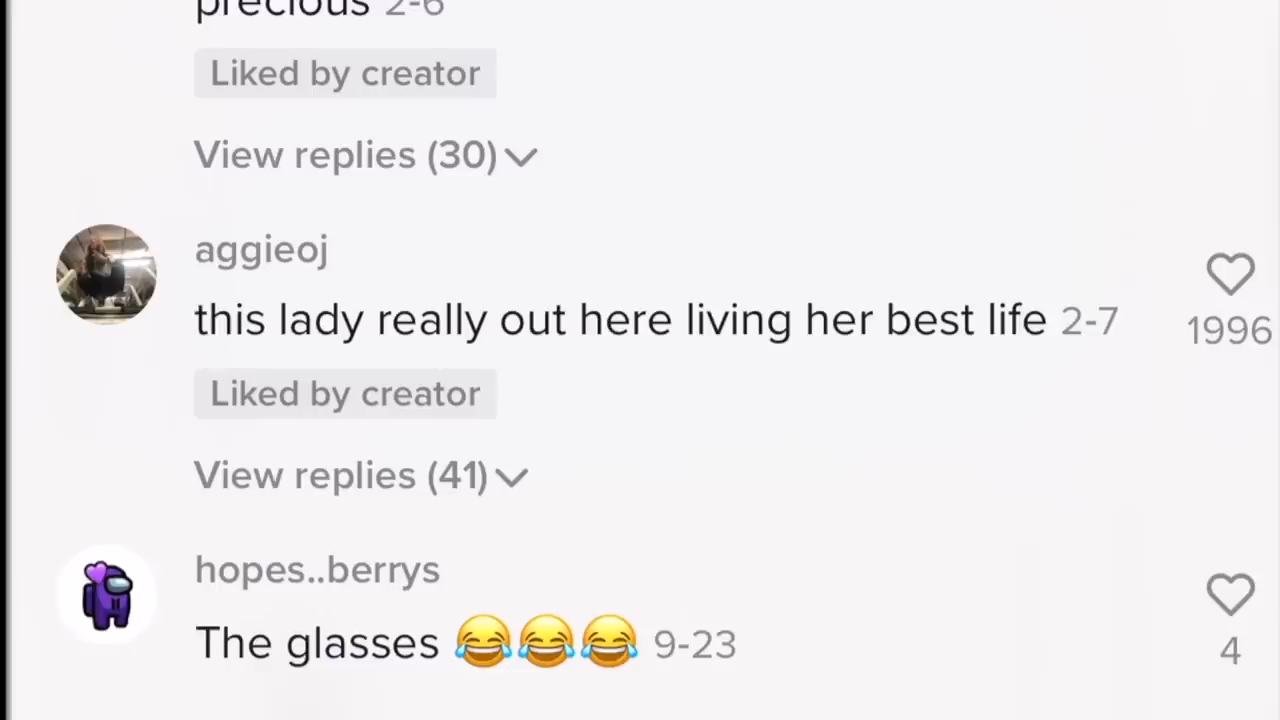 precious 2-6
Liked by creator
View replies (30)
aggieoj
this lady really out here living her best life 2-7
1996
Liked by creator
View replies (41)
hopes..berrys
The glasses 😂😂😂 9-23
4